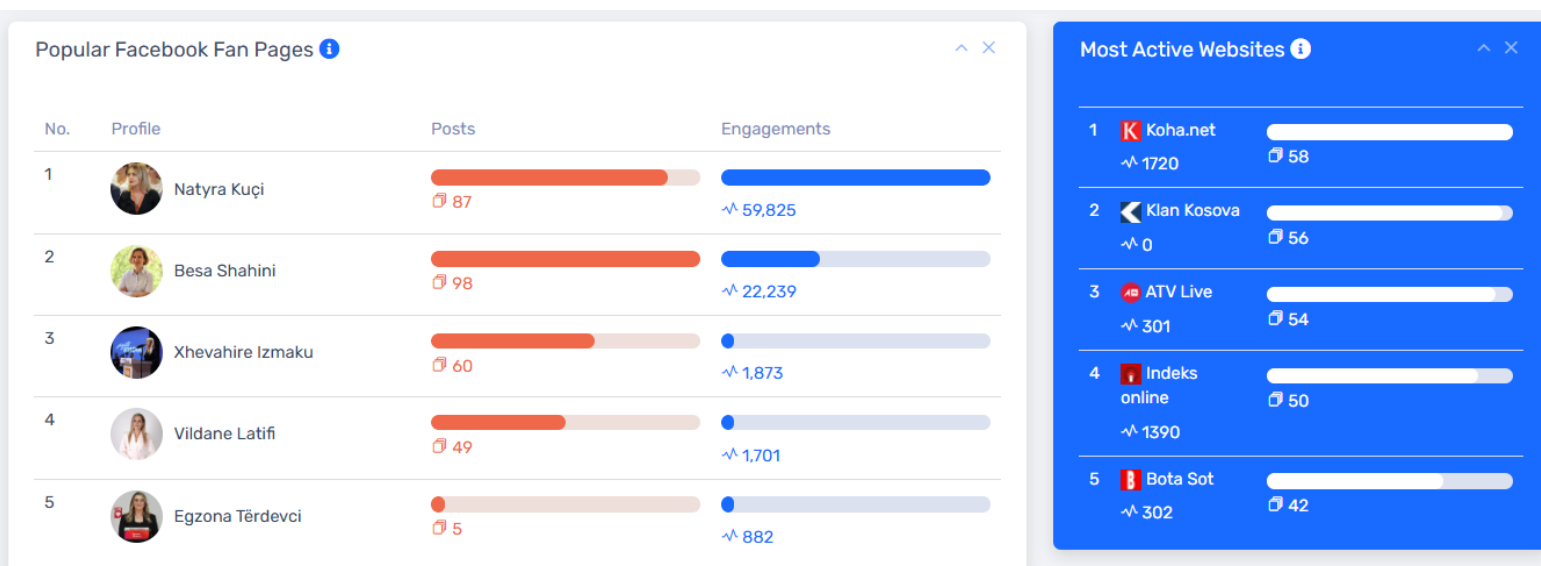 Popular Facebook Fan Pages
No. Profile Posts Engagements
1 Natyra Kuçi 87 59,825
2 Besa Shahini 98 22,239
3 Xhevahire Izmaku 60 1,873
4 Vildane Latifi 49 1,701
5 Egzona Tërdevci 5 882
Most Active Websites
1 Koha.net
1720 58
2 Klan Kosova
0 56
3 ATV Live
301 54
4 Indeks
online 50
1390
5 Bota Sot
302 42